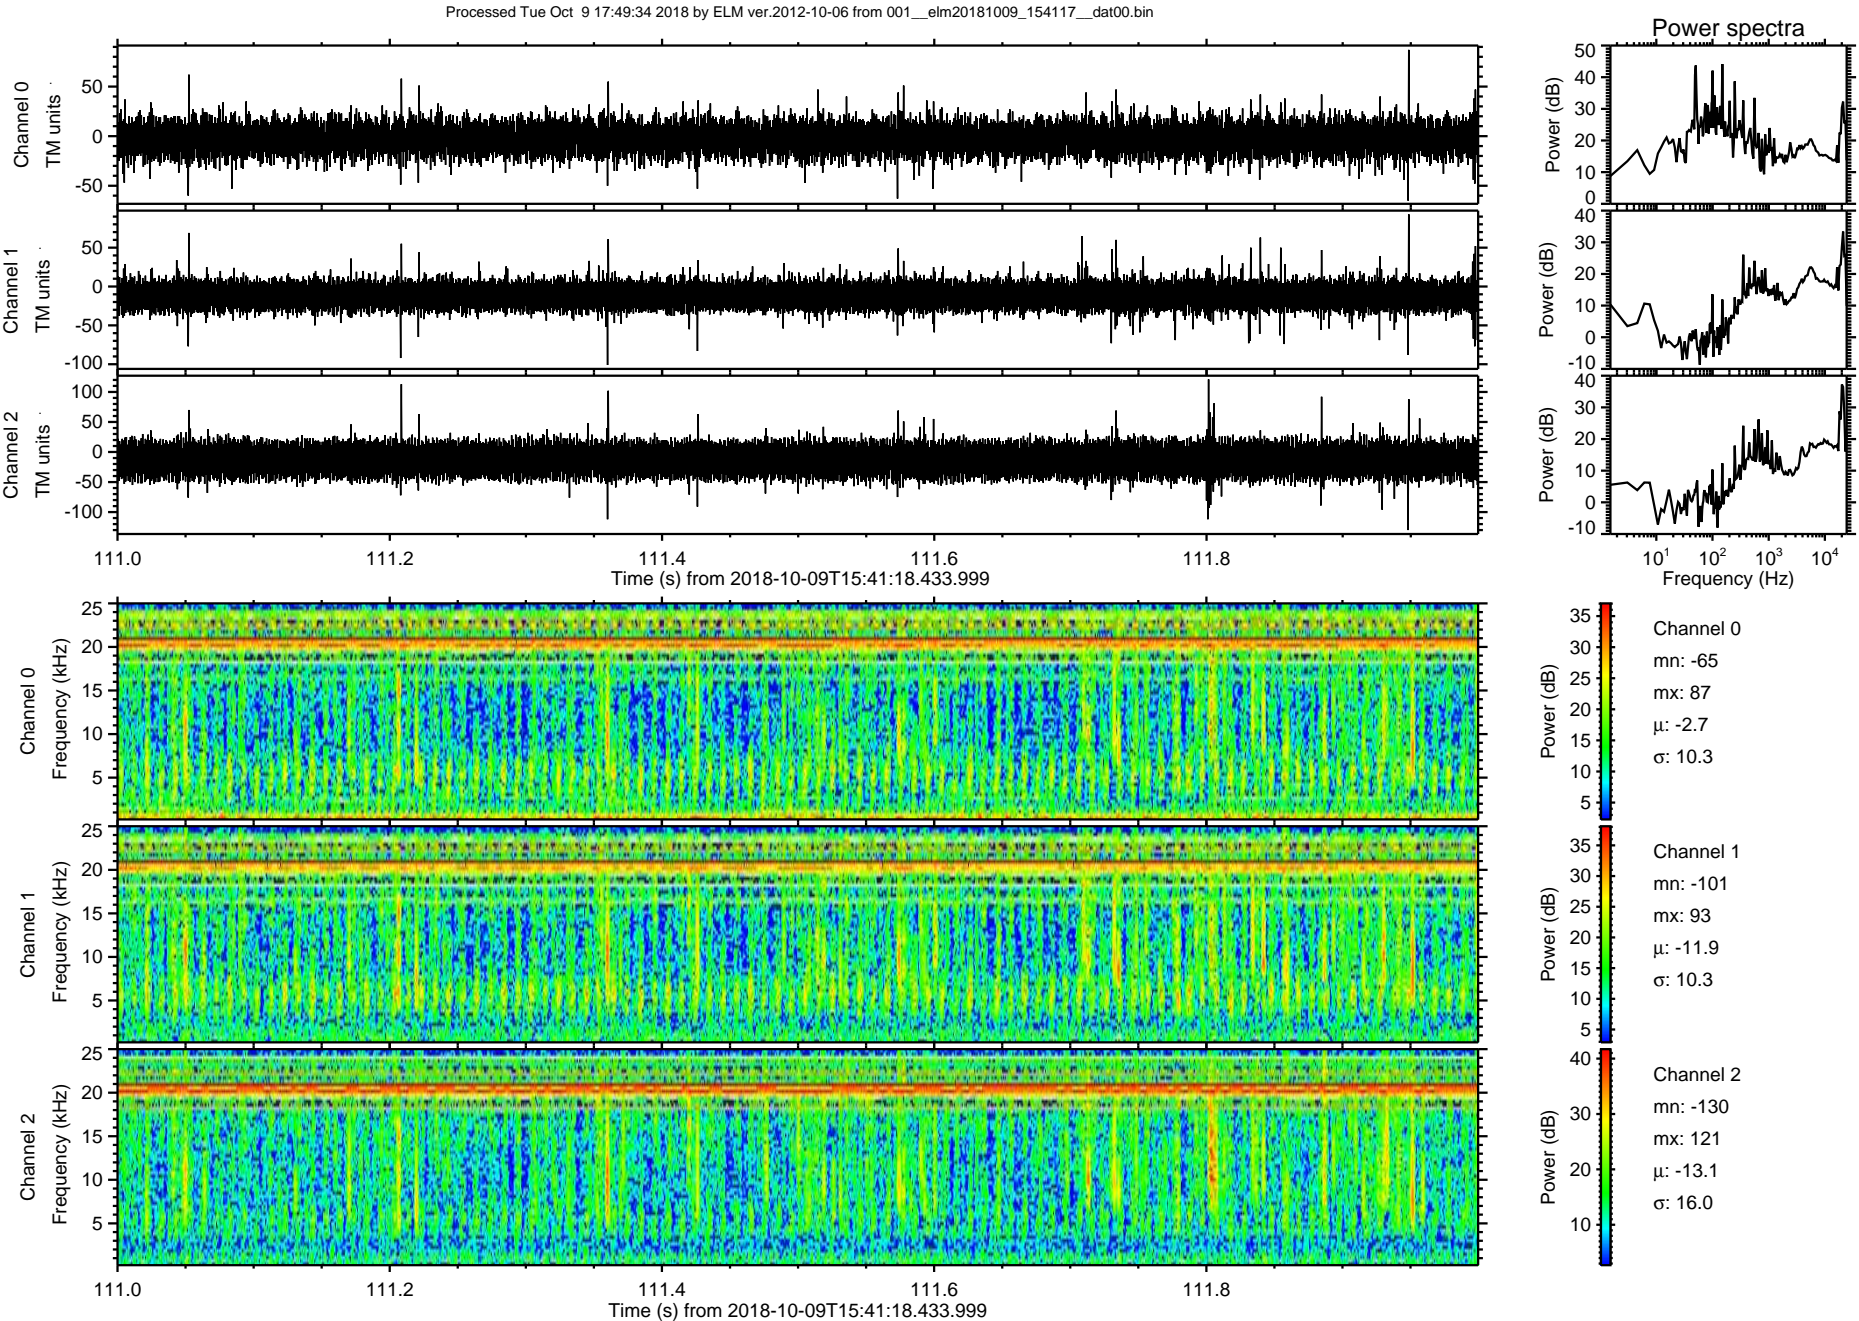 Processed Tue Oct  9 17:49:34 2018 by ELM ver.2012-10-06 from 001__elm20181009_154117__dat00.bin
Power spectra
Channel 0
TM units
50
0
-50
Power (dB)
50
40
30
20
10
0
Channel 1
TM units
50
0
-50
-100
Power (dB)
40
30
20
10
0
-10
Channel 2
TM units
100
50
0
-50
-100
Power (dB)
40
30
20
10
0
-10
111.0 111.2 111.4 111.6 111.8
Time (s) from 2018-10-09T15:41:18.433.999
10^1 10^2 10^3 10^4
Frequency (Hz)
Channel 0
Frequency (kHz)
25
20
15
10
5
Power (dB)
35
30
25
20
15
10
5
Channel 0
mn: -65
mx: 87
μ: -2.7
σ: 10.3
Channel 1
Frequency (kHz)
25
20
15
10
5
Power (dB)
35
30
25
20
15
10
5
Channel 1
mn: -101
mx: 93
μ: -11.9
σ: 10.3
Channel 2
Frequency (kHz)
25
20
15
10
5
Power (dB)
40
30
20
10
Channel 2
mn: -130
mx: 121
μ: -13.1
σ: 16.0
111.0 111.2 111.4 111.6 111.8
Time (s) from 2018-10-09T15:41:18.433.999